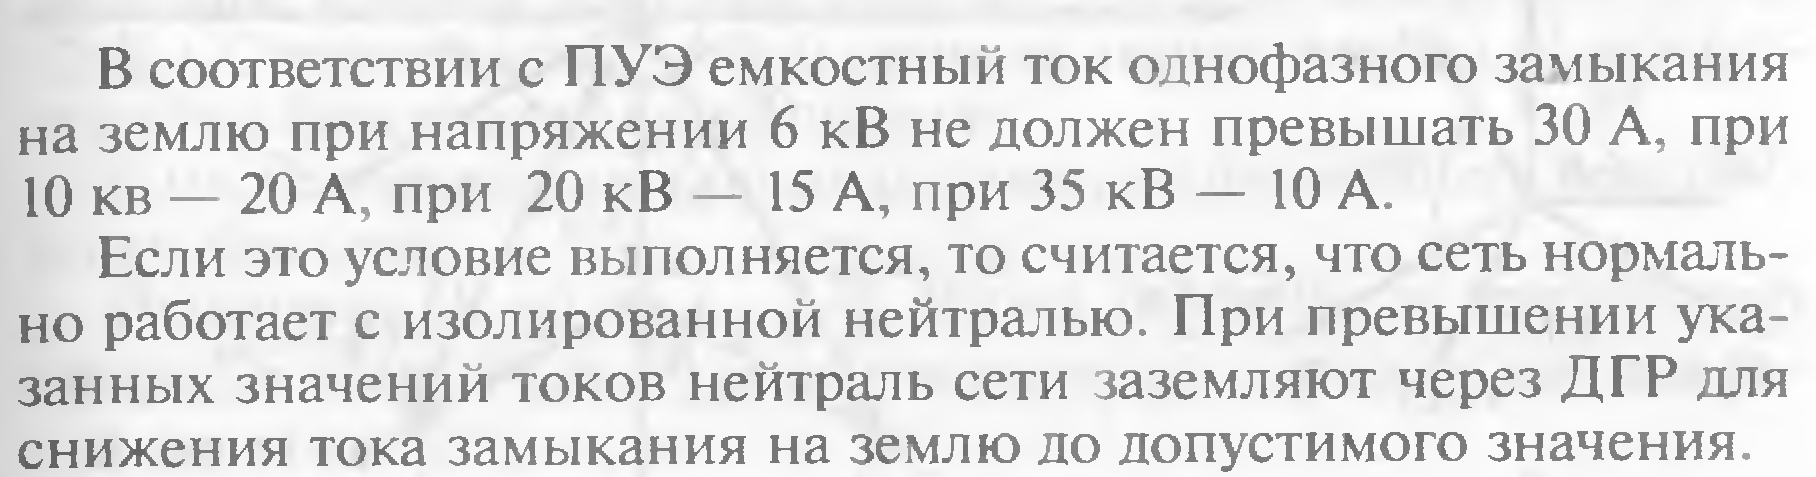 В соответствии с ПУЭ емкостный ток однофазного замыкания
на землю при напряжении 6 кВ не должен превышать 30 А, при
10 кв — 20 А, при 20 кВ — 15 А, при 35 кВ — 10 А.
Если это условие выполняется, то считается, что сеть нормаль-
но работает с изолированной нейтралью. При превышении ука-
занных значений токов нейтраль сети заземляют через ДГР для
снижения тока замыкания на землю до допустимого значения.